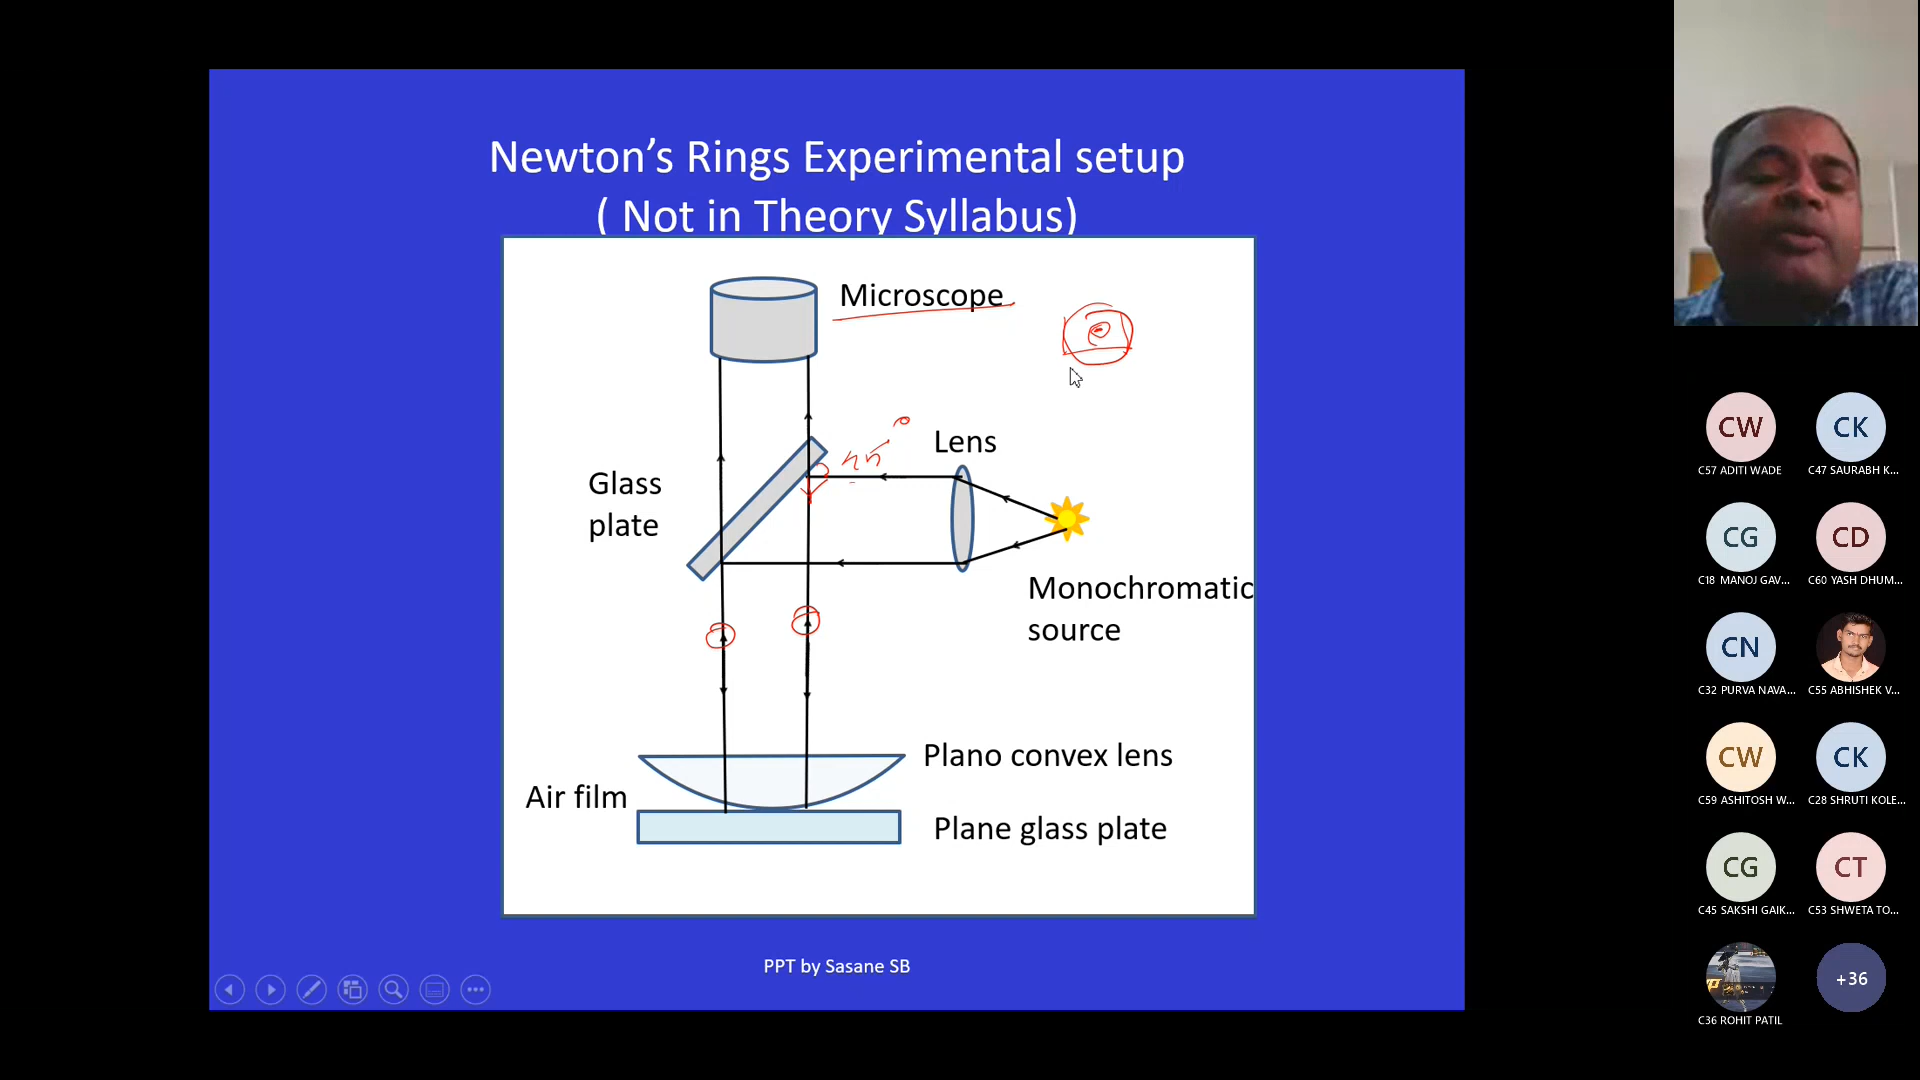 Newton’s Rings Experimental setup
( Not in Theory Syllabus)
Microscope
45°
Lens
Glass
plate
Monochromatic
source
Plano convex lens
Air film
Plane glass plate
PPT by Sasane SB
CW
CK
C57 ADITI WADE
C47 SAURABH K...
CG
CD
C18 MANOJ GAV...
C60 YASH DHUM...
CN
C32 PURVA NAVA...
C55 ABHISHEK V...
CW
CK
C59 ASHITOSH W...
C28 SHRUTI KOLE...
CG
CT
C45 SAKSHI GAIK...
C53 SHWETA TO...
+36
C36 ROHIT PATIL